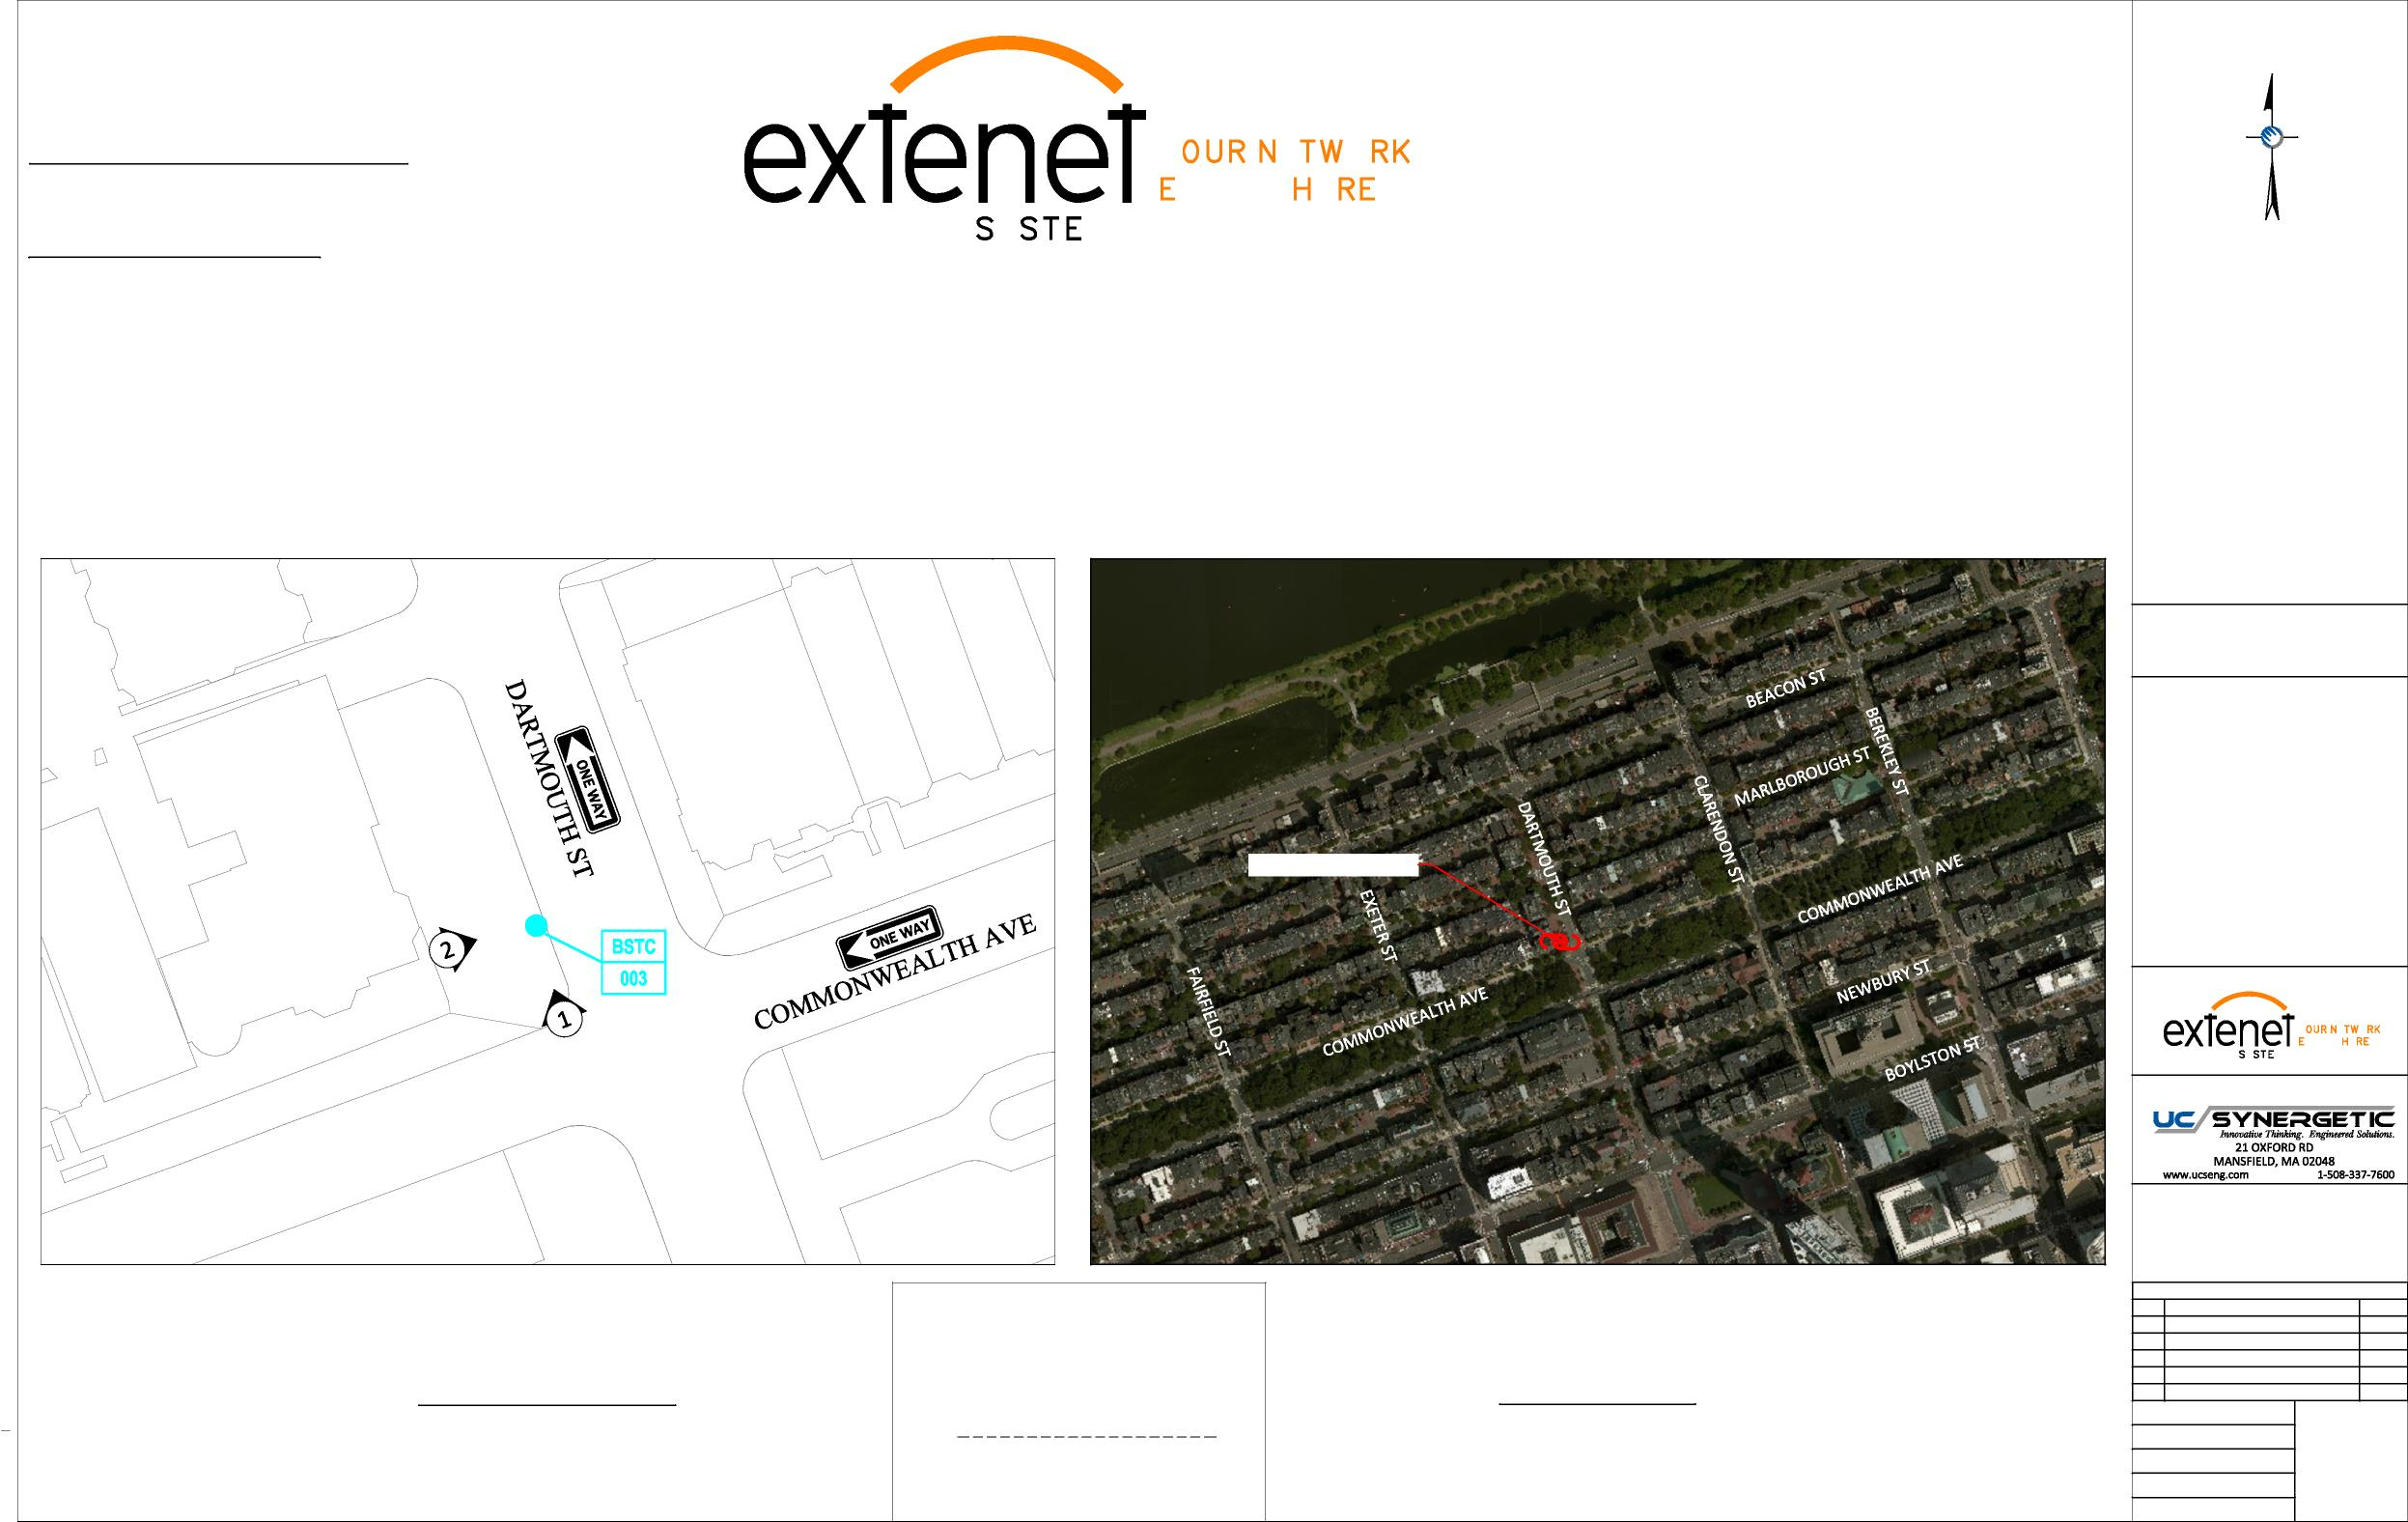 extenet
OUR N TW RK
E H RE
S STE
DARTMOUTH ST
ONE WAY
ONE WAY
COMMONWEALTH AVE
BSTC
003
2
1
BEACON ST
BEREKLEY ST
MARLBOROUGH ST
CLARENDON ST
DARTMOUTH ST
COMMONWEALTH AVE
EXETER ST
NEWBURY ST
FAIRFIELD ST
COMMONWEALTH AVE
BOYLSTON ST
extenet
OUR N TW RK
E H RE
S STE
UC SYNERGETIC
Innovative Thinking. Engineered Solutions.
21 OXFORD RD
MANSFIELD, MA 02048
www.ucseng.com 1-508-337-7600